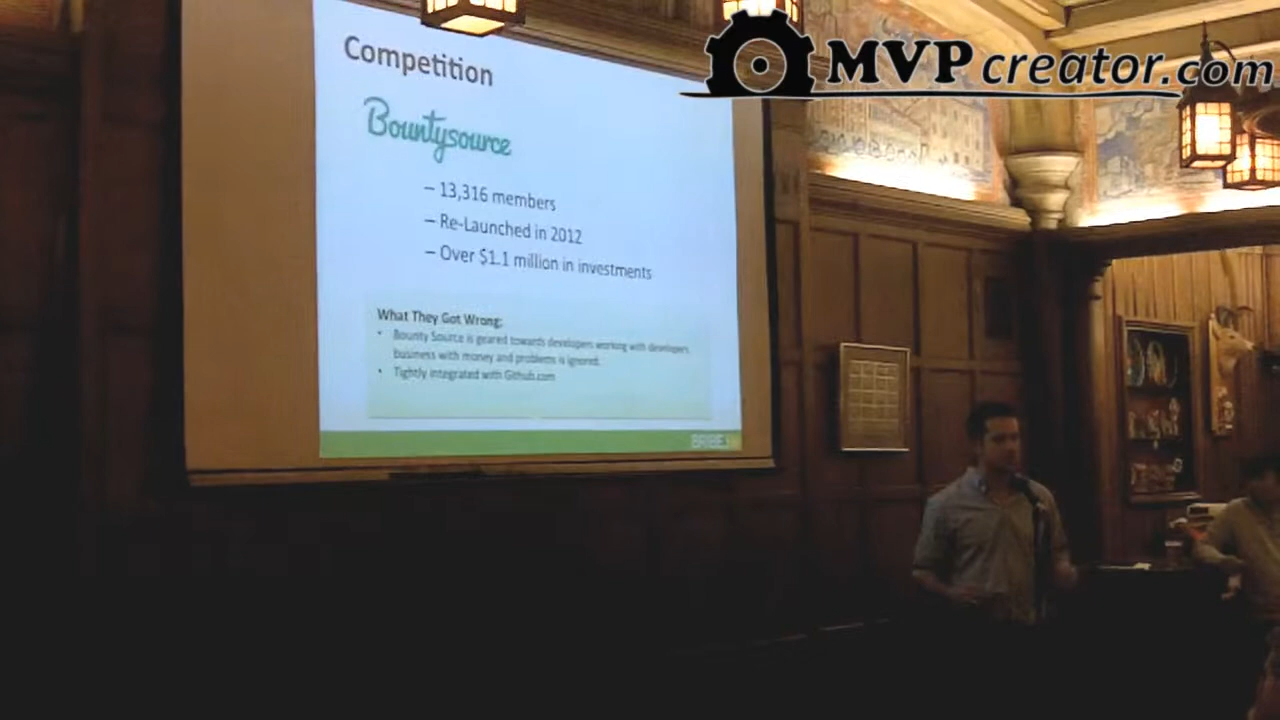 MVP creator.com
Competition
Bountysource
– 13,316 members
– Re-Launched in 2012
– Over $1.1 million in investments
What They Got Wrong:
• Bounty Source is geared towards developers working with developers
business with money and problems is ignored.
• Tightly integrated with Github.com